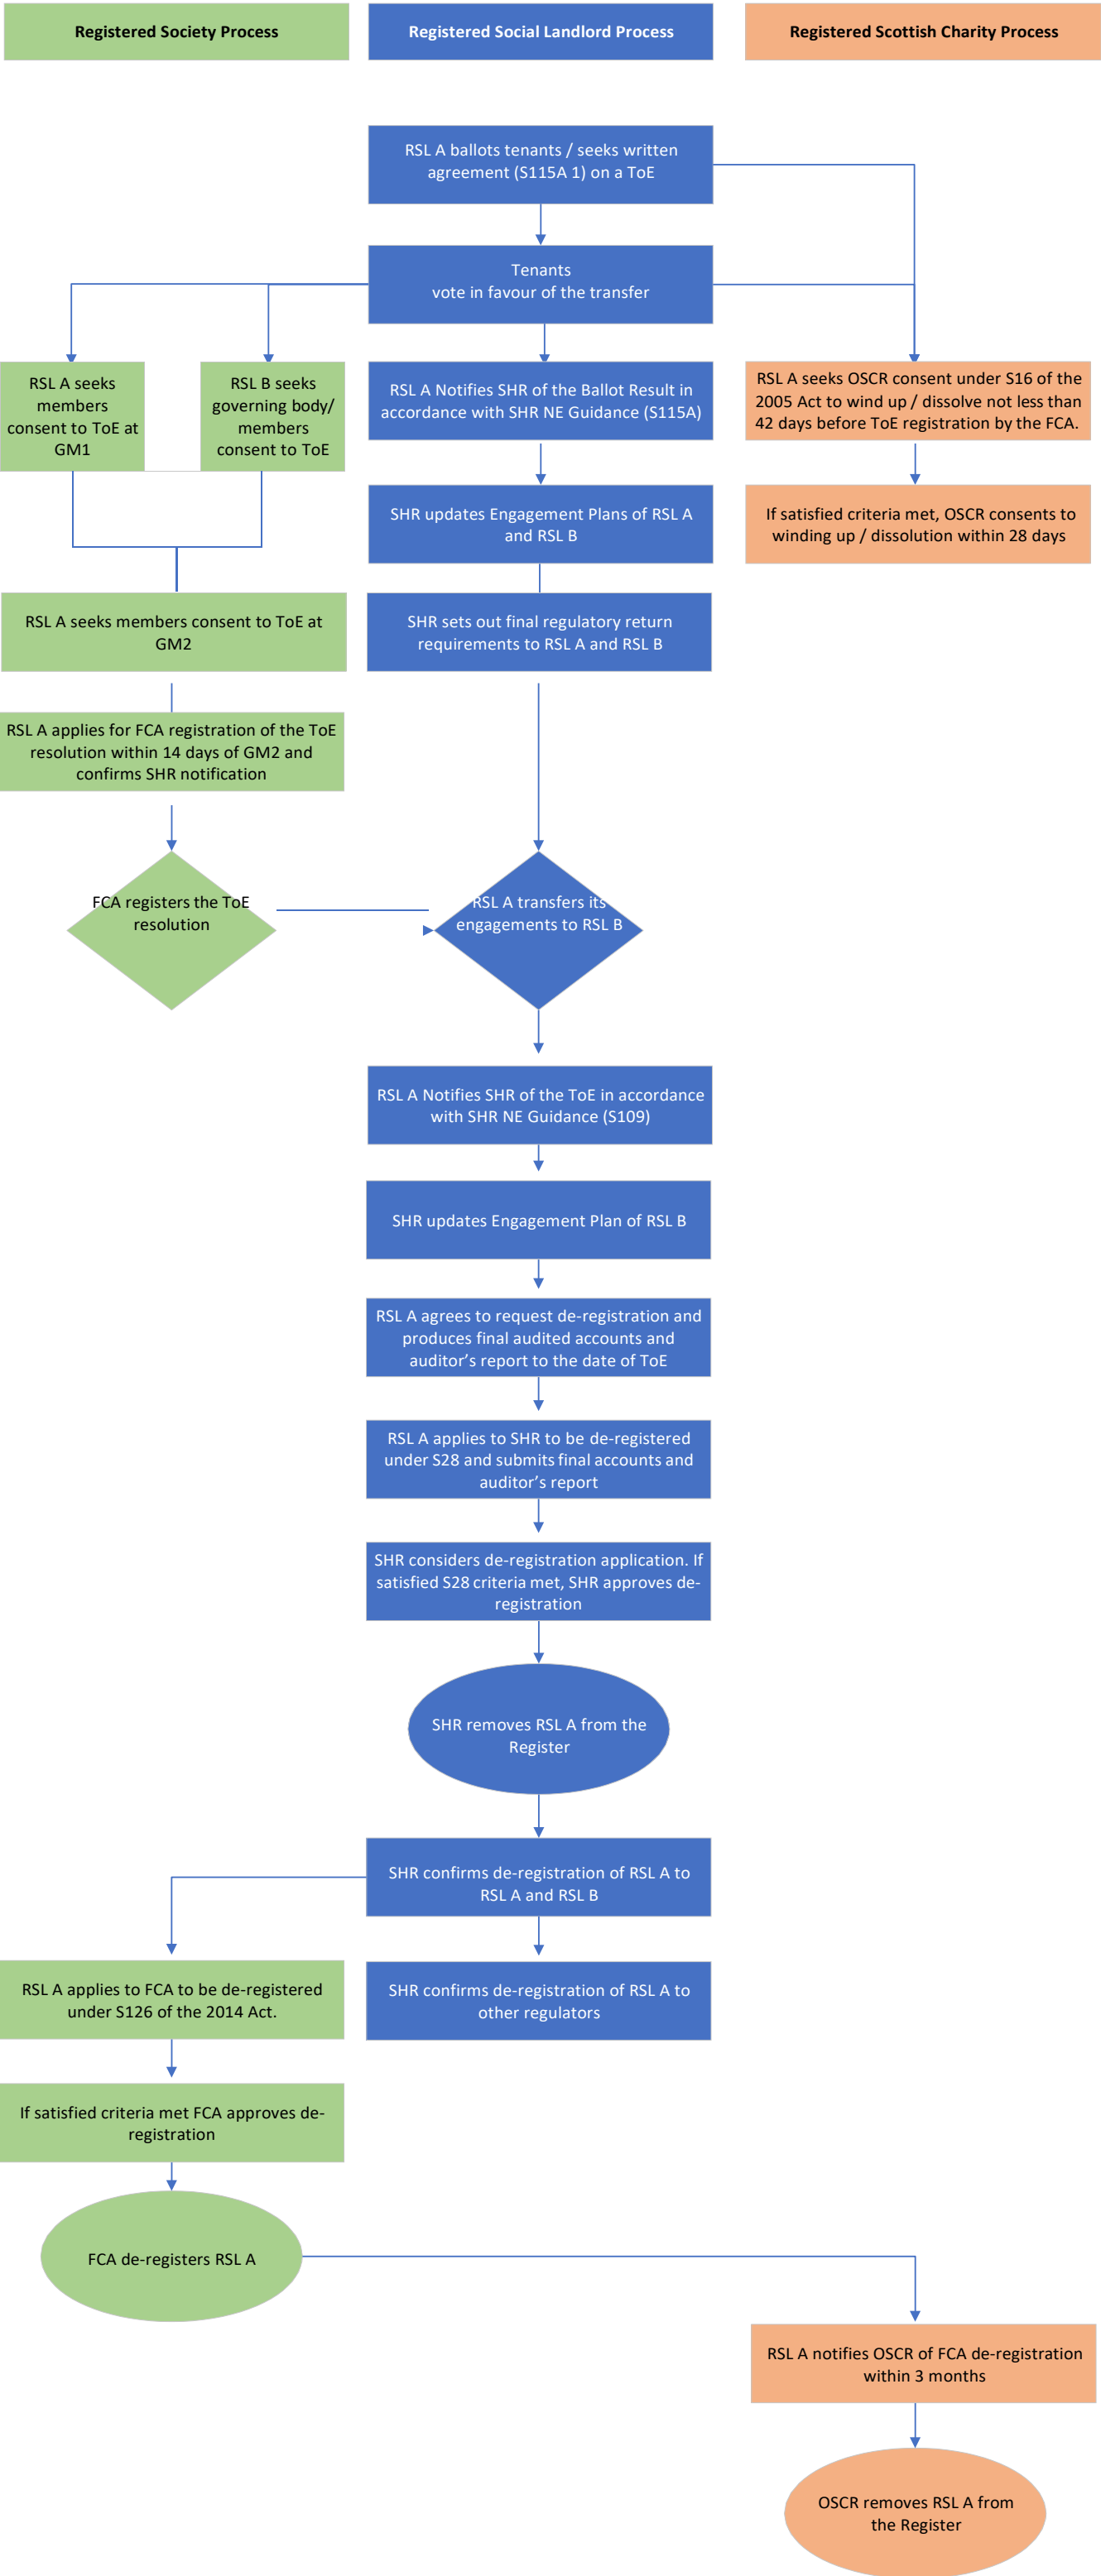 Registered Society Process
Registered Social Landlord Process
Registered Scottish Charity Process
RSL A ballots tenants / seeks written
agreement (S115A 1) on a ToE
Tenants
vote in favour of the transfer
RSL A seeks
members
consent to ToE at
GM1
RSL B seeks
governing body/
members
consent to ToE
RSL A Notifies SHR of the Ballot Result in
accordance with SHR NE Guidance (S115A)
RSL A seeks OSCR consent under S16 of the
2005 Act to wind up / dissolve not less than
42 days before ToE registration by the FCA.
SHR updates Engagement Plans of RSL A
and RSL B
If satisfied criteria met, OSCR consents to
winding up / dissolution within 28 days
RSL A seeks members consent to ToE at
GM2
SHR sets out final regulatory return
requirements to RSL A and RSL B
RSL A applies for FCA registration of the ToE
resolution within 14 days of GM2 and
confirms SHR notification
FCA registers the ToE
resolution
RSL A transfers its
engagements to RSL B
RSL A Notifies SHR of the ToE in accordance
with SHR NE Guidance (S109)
SHR updates Engagement Plan of RSL B
RSL A agrees to request de-registration and
produces final audited accounts and
auditor’s report to the date of ToE
RSL A applies to SHR to be de-registered
under S28 and submits final accounts and
auditor’s report
SHR considers de-registration application. If
satisfied S28 criteria met, SHR approves de-
registration
SHR removes RSL A from the
Register
SHR confirms de-registration of RSL A to
RSL A and RSL B
RSL A applies to FCA to be de-registered
under S126 of the 2014 Act.
SHR confirms de-registration of RSL A to
other regulators
If satisfied criteria met FCA approves de-
registration
FCA de-registers RSL A
RSL A notifies OSCR of FCA de-registration
within 3 months
OSCR removes RSL A from
the Register